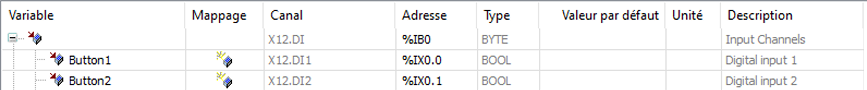 Variable Mappage Canal Adresse Type Valeur par défaut Unité Description
X12.DI %IB0 BYTE Input Channels
Button1 X12.DI1 %IX0.0 BOOL Digital input 1
Button2 X12.DI2 %IX0.1 BOOL Digital input 2